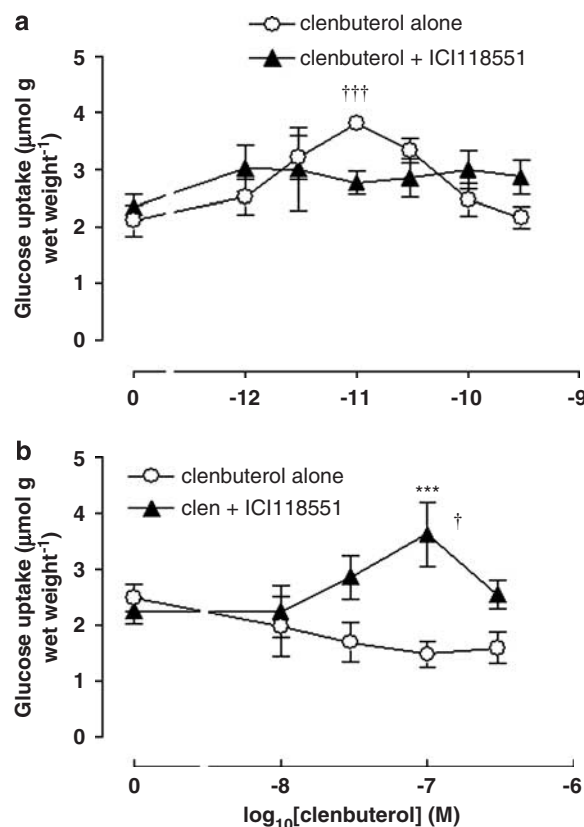 a
clenbuterol alone
clenbuterol + ICI118551
†††
Glucose uptake (μmol g
wet weight-1)
5
4
3
2
1
0
0 -12 -11 -10 -9
b
clenbuterol alone
clen + ICI118551
***
†
Glucose uptake (μmol g
wet weight-1)
5
4
3
2
1
0
0 -8 -7 -6
log10[clenbuterol] (M)